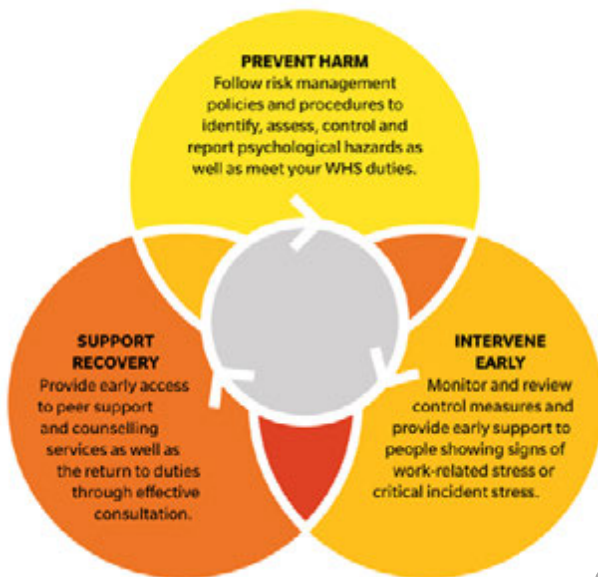 PREVENT HARM
Follow risk management
policies and procedures to
identify, assess, control and
report psychological hazards as
well as meet your WHS duties.
SUPPORT
RECOVERY
Provide early access
to peer support
and counselling
services as well as
the return to duties
through effective
consultation.
INTERVENE
EARLY
Monitor and review
control measures and
provide early support to
people showing signs of
work-related stress or
critical incident stress.